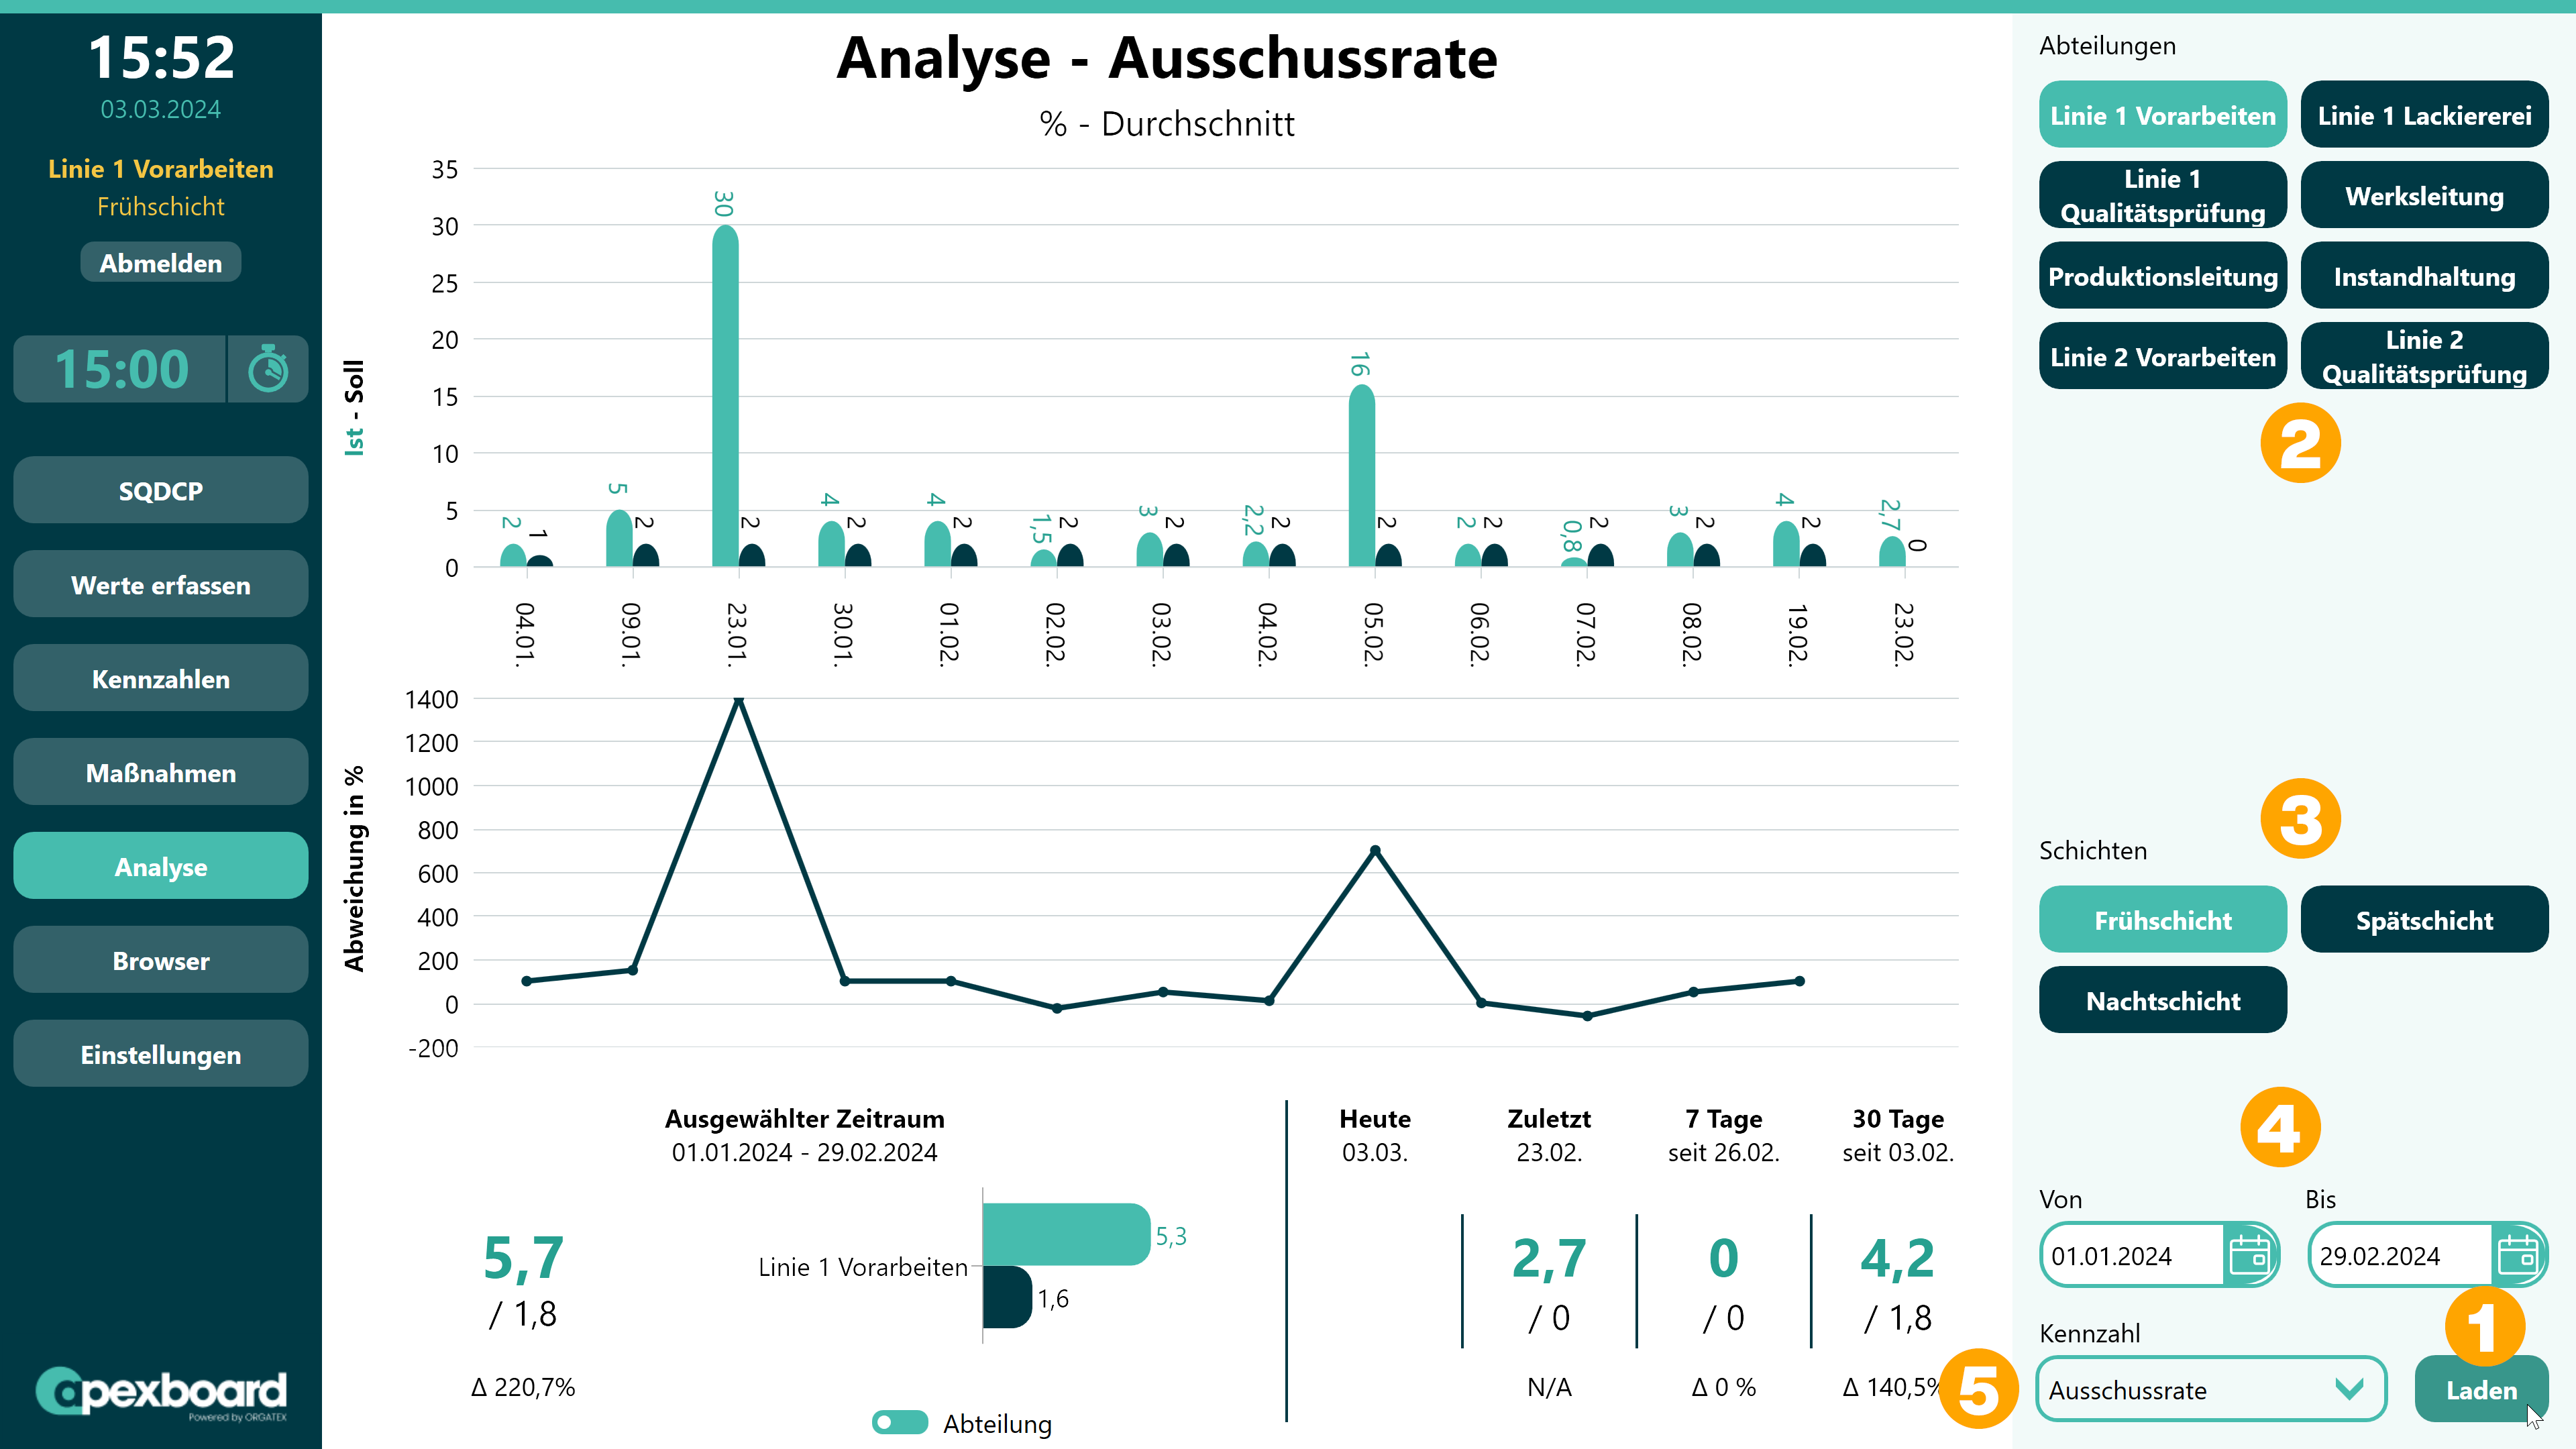 15:52
03.03.2024
Linie 1 Vorarbeiten
Frühschicht
Abmelden
15:00
SQDCP
Werte erfassen
Kennzahlen
Maßnahmen
Analyse
Browser
Einstellungen
apexboard
Powered by ORGATEX
Analyse - Ausschussrate
% - Durchschnitt
Ist - Soll
35
30
25
20
15
10
5
0
2 1
5 2
30 2
4 2
4 2
1,5 2
3 2
2,2 2
16 2
2 2
0,8 2
3 2
4 2
2,7 0
04.01. 09.01. 23.01. 30.01. 01.02. 02.02. 03.02. 04.02. 05.02. 06.02. 07.02. 08.02. 19.02. 23.02.
Abweichung in %
1400
1200
1000
800
600
400
200
0
-200
Ausgewählter Zeitraum
01.01.2024 - 29.02.2024
5,7
/ 1,8
Δ 220,7%
Linie 1 Vorarbeiten
5,3
1,6
Abteilung
Heute
03.03.
Zuletzt
23.02.
2,7
/ 0
N/A
7 Tage
seit 26.02.
0
/ 0
Δ 0 %
30 Tage
seit 03.02.
4,2
/ 1,8
Δ 140,5%
Abteilungen
Linie 1 Vorarbeiten
Linie 1 Lackiererei
Linie 1
Qualitätsprüfung
Werksleitung
Produktionsleitung
Instandhaltung
Linie 2 Vorarbeiten
Linie 2
Qualitätsprüfung
2
3
Schichten
Frühschicht
Spätschicht
Nachtschicht
4
Von
Bis
01.01.2024
29.02.2024
1
Kennzahl
5
Ausschussrate
Laden